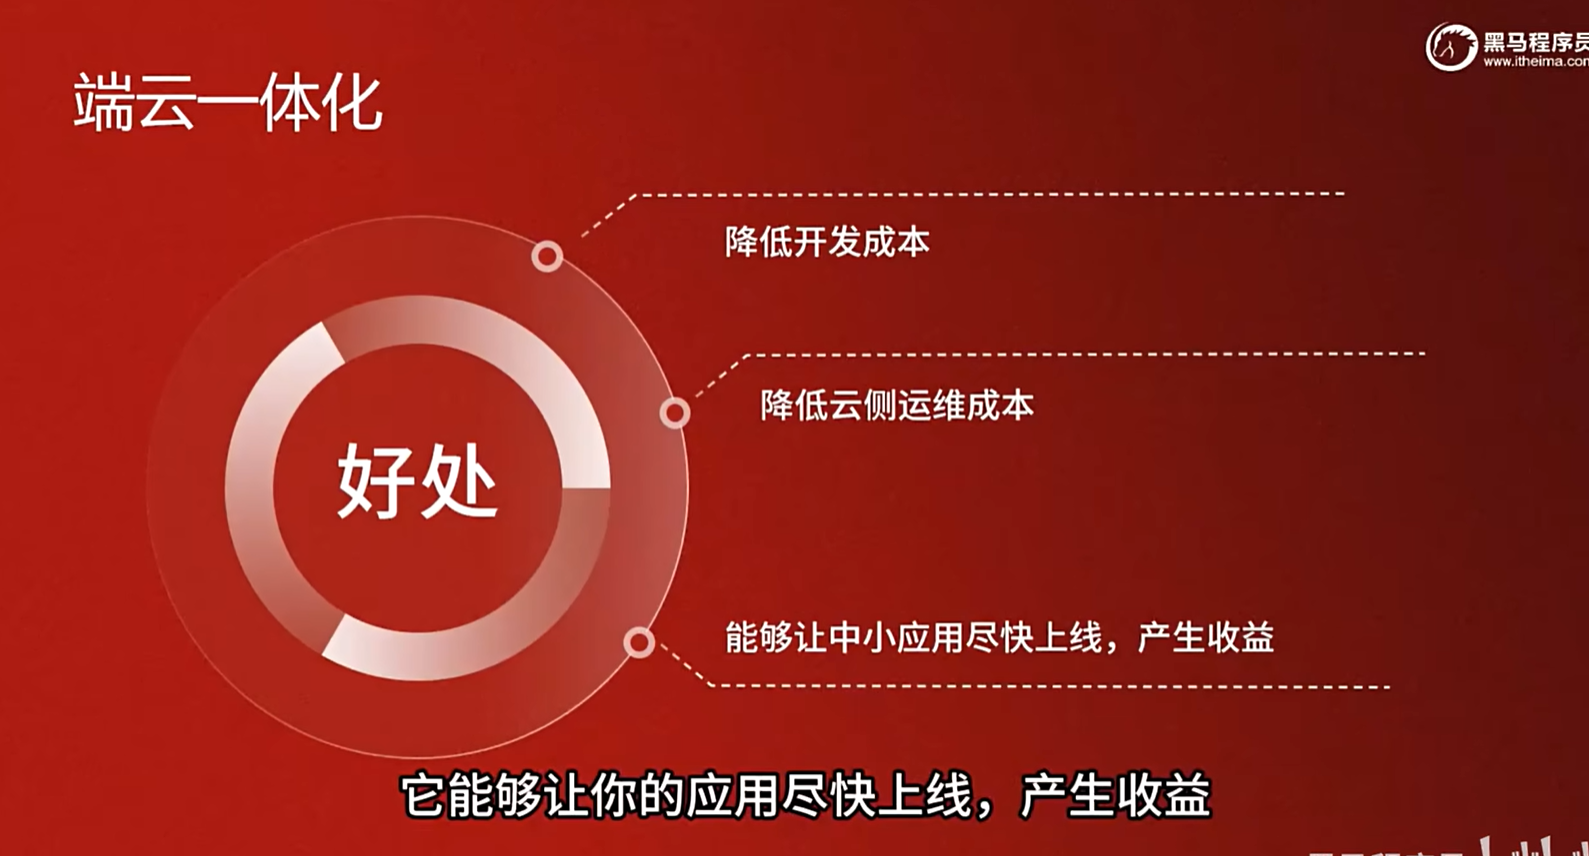 黑马程序员
www.itheima.com
端云一体化
降低开发成本
降低云侧运维成本
好处
能够让中小应用尽快上线，产生收益
它能够让你的应用尽快上线，产生收益